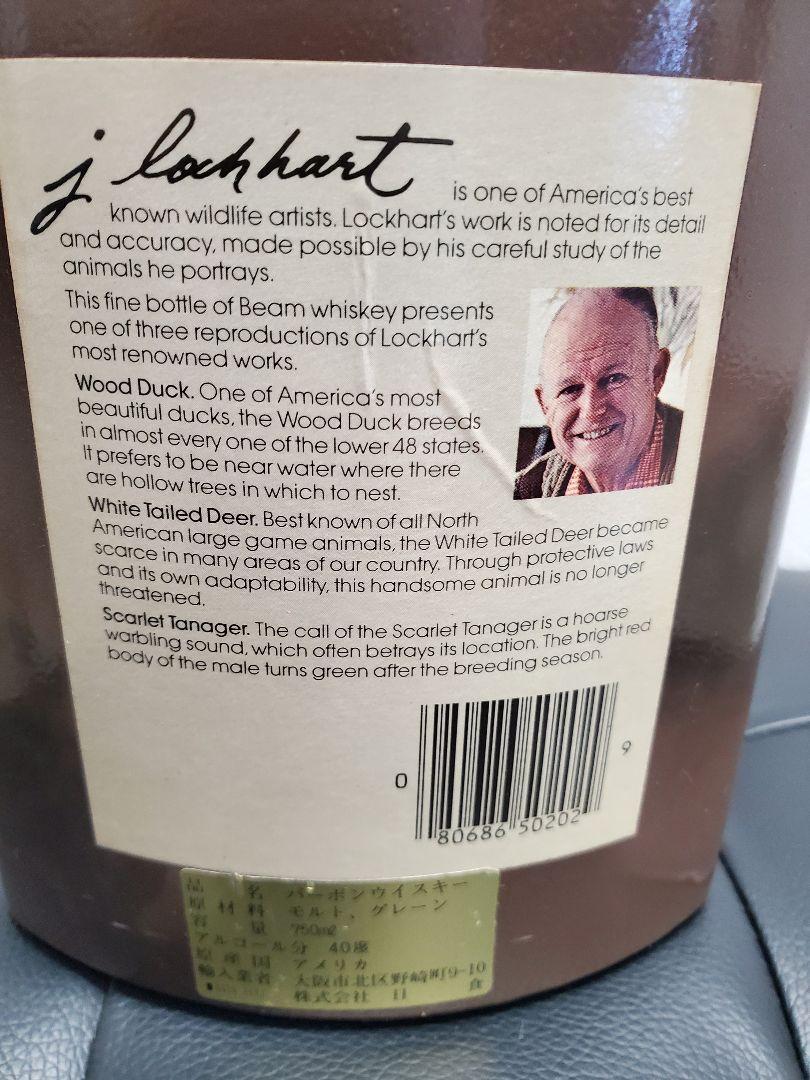 j lockhart is one of America's best
known wildlife artists. Lockhart's work is noted for its detail
and accuracy, made possible by his careful study of the
animals he portrays.
This fine bottle of Beam whiskey presents
one of three reproductions of Lockhart's
most renowned works.
Wood Duck. One of America's most
beautiful ducks, the Wood Duck breeds
in almost every one of the lower 48 states.
It prefers to be near water where there
are hollow trees in which to nest.
White Tailed Deer. Best known of all North
American large game animals, the White Tailed Deer became
scarce in many areas of our country. Through protective laws
and its own adaptability, this handsome animal is no longer
threatened.
Scarlet Tanager. The call of the Scarlet Tanager is a hoarse
warbling sound, which often betrays its location. The bright red
body of the male turns green after the breeding season.
0 80686 50202 9
品 名 バーボンウイスキー
原材料 モルト、グレーン
容 量 750ml
アルコール分 40度
原産国 アメリカ
輸入業者 大阪市北区野崎町9-10
株式会社 日 食